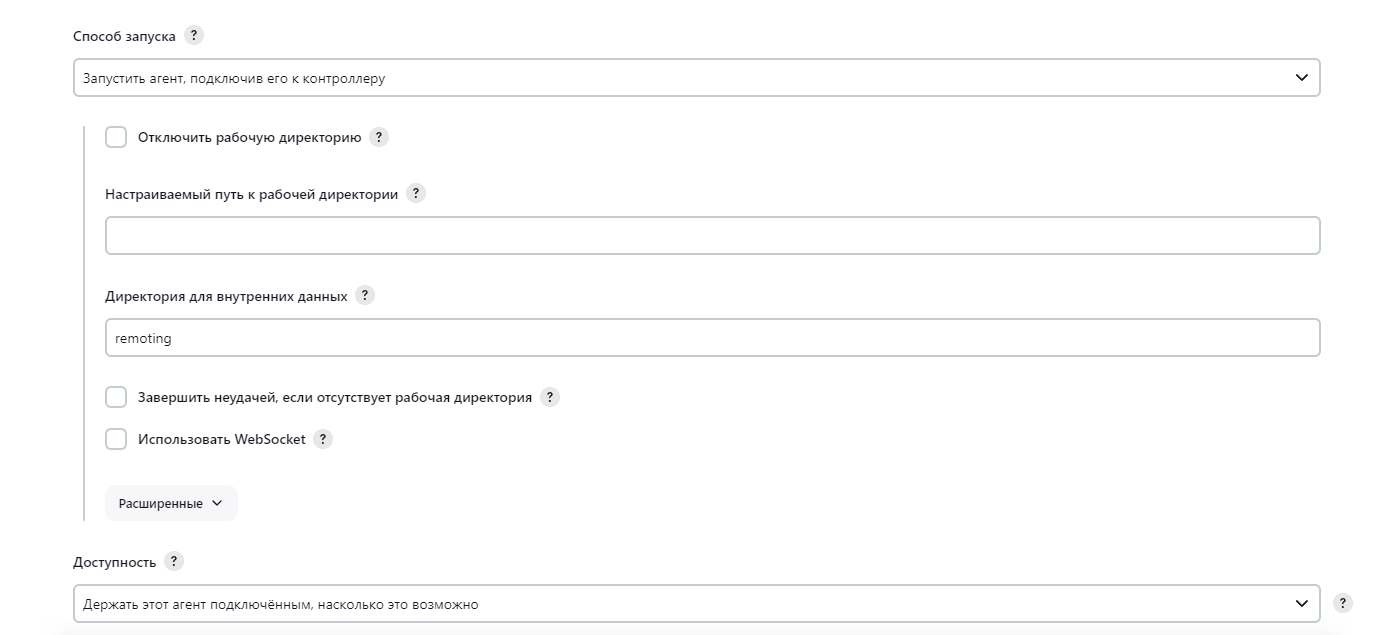 Способ запуска ?
Запустить агент, подключив его к контроллеру
Отключить рабочую директорию ?
Настраиваемый путь к рабочей директории ?
Директория для внутренних данных ?
remoting
Завершить неудачей, если отсутствует рабочая директория ?
Использовать WebSocket ?
Расширенные
Доступность ?
Держать этот агент подключённым, насколько это возможно ?